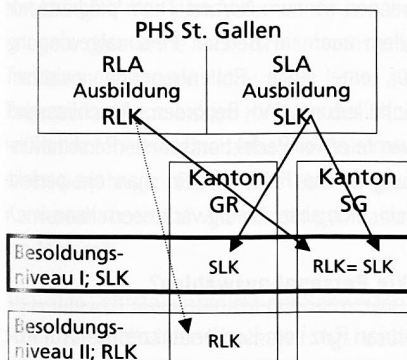 PHS St. Gallen
RLA
Ausbildung
RLK
SLA
Ausbildung
SLK
Kanton
GR
Kanton
SG
Besoldungs-
niveau I; SLK
SLK
RLK= SLK
Besoldungs-
niveau II; RLK
RLK